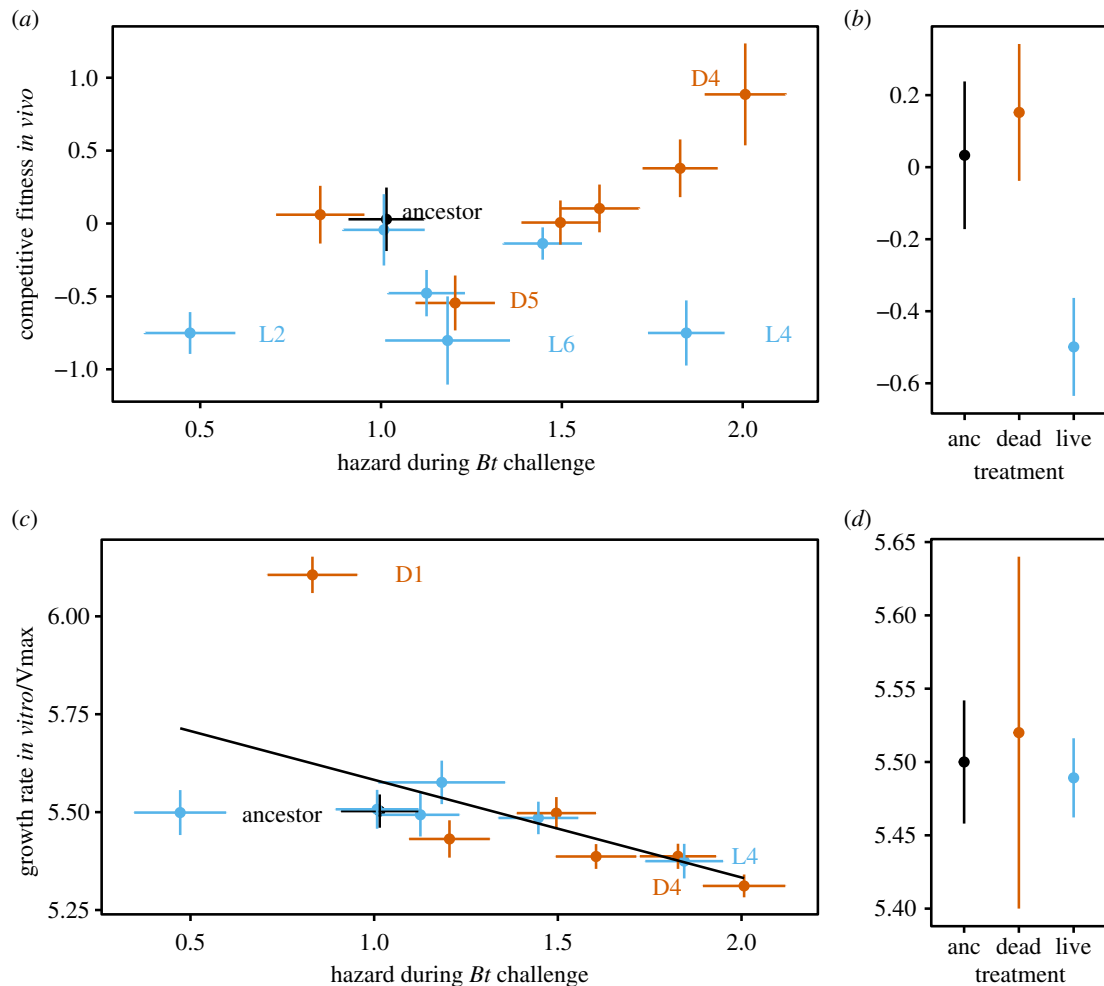 (a)
competitive fitness in vivo
1.0
0.5
0
−0.5
−1.0
D4
ancestor
D5
L2
L6
L4
0.5
1.0
1.5
2.0
hazard during Bt challenge
(b)
0.2
0
−0.2
−0.4
−0.6
anc dead live
treatment
(c)
growth rate in vitro/Vmax
6.00
5.75
5.50
5.25
D1
ancestor
L4
D4
0.5
1.0
1.5
2.0
hazard during Bt challenge
(d)
5.65
5.60
5.55
5.50
5.45
5.40
anc dead live
treatment